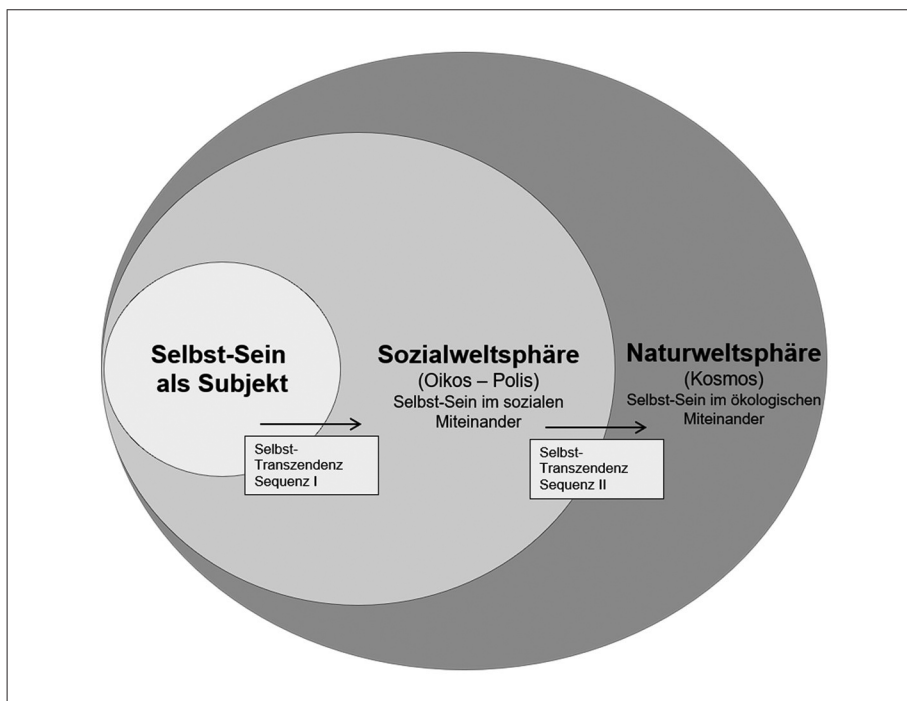 Selbst-Sein
als Subjekt
Sozialweltsphäre
(Oikos – Polis)
Selbst-Sein im sozialen
Miteinander
Naturweltsphäre
(Kosmos)
Selbst-Sein im ökologischen
Miteinander
Selbst-
Transzendenz
Sequenz I
Selbst-
Transzendenz
Sequenz II